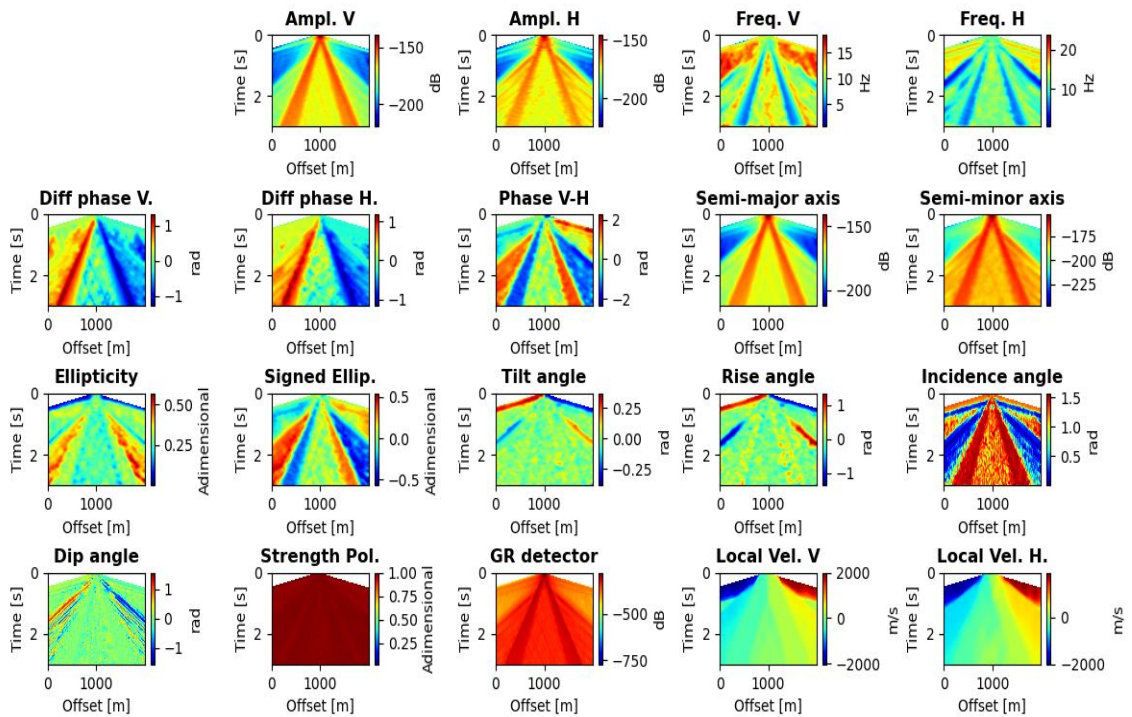 Ampl. V Ampl. H Freq. V Freq. H
0 2 Time [s] 0 1000 Offset [m] −150 −200 dB
0 2 Time [s] 0 1000 Offset [m] −150 −200 dB
0 2 Time [s] 0 1000 Offset [m] 15 10 5 Hz
0 2 Time [s] 0 1000 Offset [m] 20 10 Hz
Diff phase V. Diff phase H. Phase V-H Semi-major axis Semi-minor axis
0 2 Time [s] 0 1000 Offset [m] 1 0 −1 rad
0 2 Time [s] 0 1000 Offset [m] 1 0 −1 rad
0 2 Time [s] 0 1000 Offset [m] 2 0 −2 rad
0 2 Time [s] 0 1000 Offset [m] −150 −200 dB
0 2 Time [s] 0 1000 Offset [m] −175 −200 −225 dB
Ellipticity Signed Ellip. Tilt angle Rise angle Incidence angle
0 2 Time [s] 0 1000 Offset [m] 0.50 0.25 Adimensional
0 2 Time [s] 0 1000 Offset [m] 0.5 0.0 −0.5 Adimensional
0 2 Time [s] 0 1000 Offset [m] 0.25 0.00 −0.25 rad
0 2 Time [s] 0 1000 Offset [m] 1 0 −1 rad
0 2 Time [s] 0 1000 Offset [m] 1.5 1.0 0.5 rad
Dip angle Strength Pol. GR detector Local Vel. V Local Vel. H.
0 2 Time [s] 0 1000 Offset [m] 1 0 −1 rad
0 2 Time [s] 0 1000 Offset [m] 1.00 0.75 0.50 0.25 Adimensional
0 2 Time [s] 0 1000 Offset [m] −500 −750 dB
0 2 Time [s] 0 1000 Offset [m] 2000 0 −2000 m/s
0 2 Time [s] 0 1000 Offset [m] 0 −2000 m/s